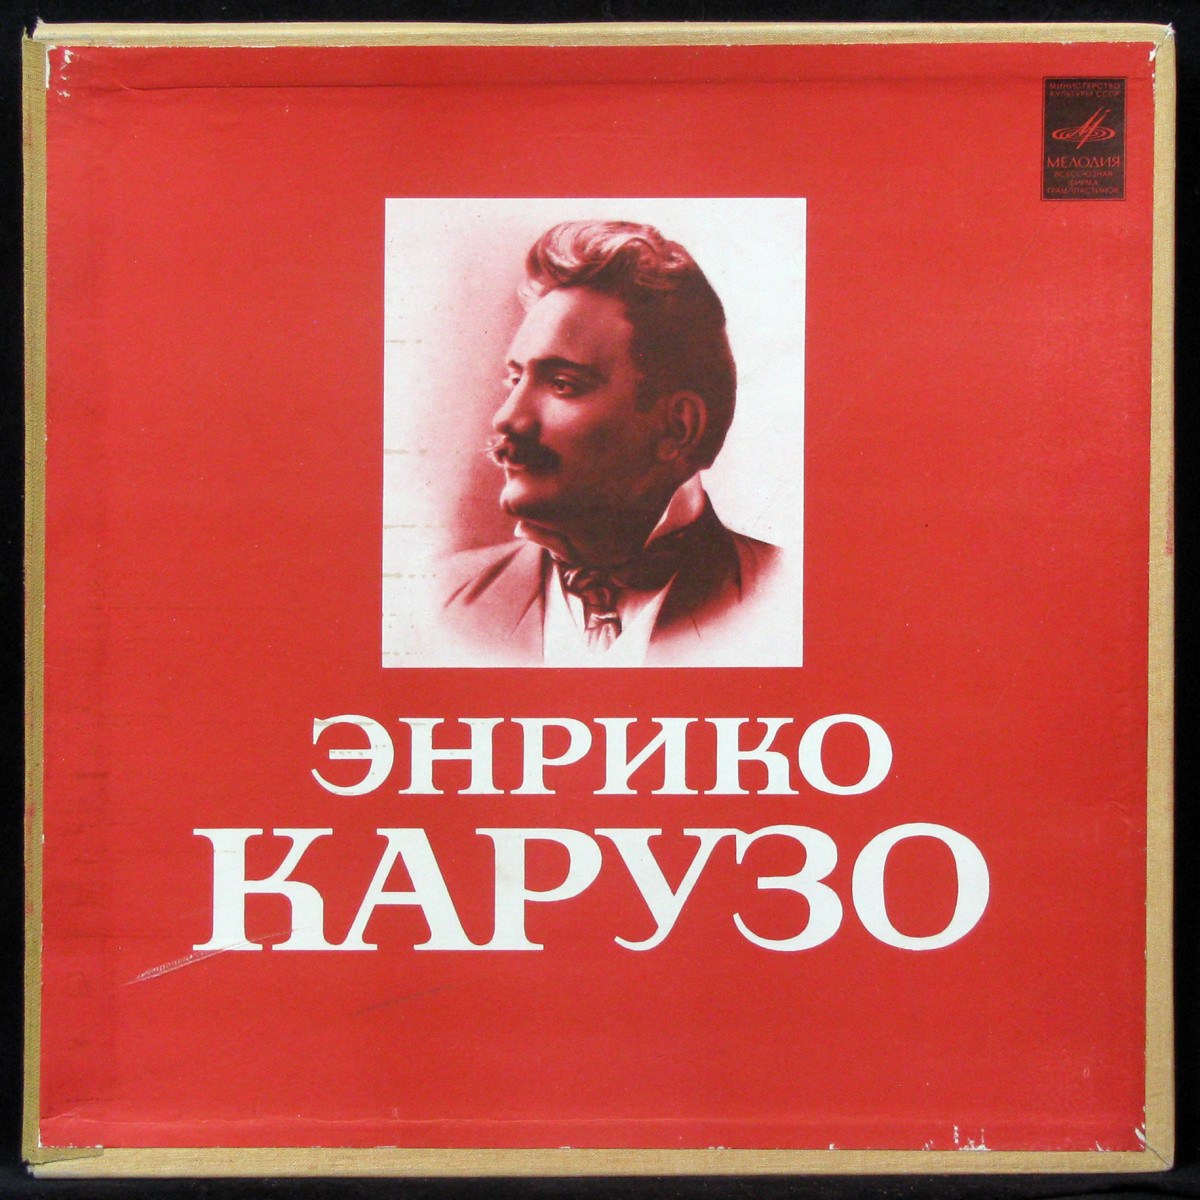 МИНИСТЕРСТВО
КУЛЬТУРЫ СССР
МЕЛОДИЯ
ВСЕСОЮЗНАЯ
ФИРМА
ГРАМПЛАСТИНОК
ЭНРИКО
КАРУЗО